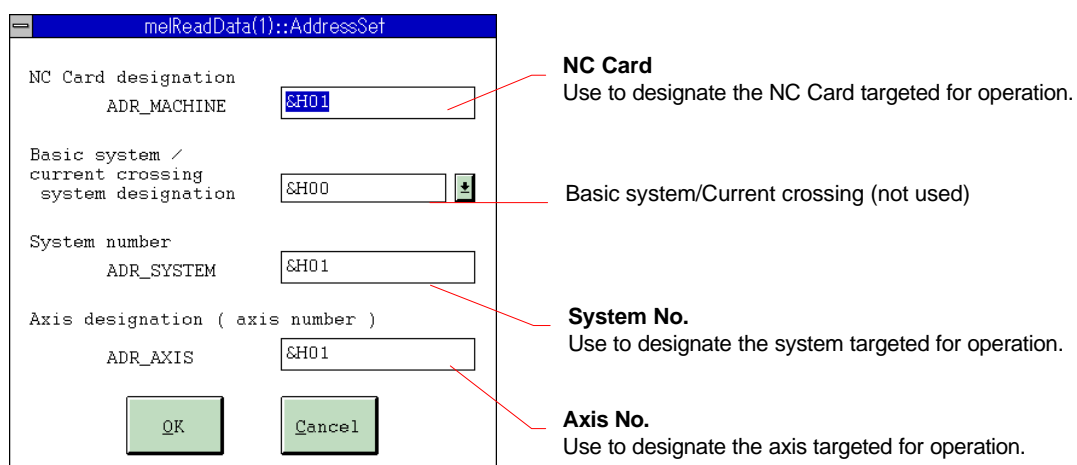 melReadData(1)::AddressSet
NC Card designation
ADR_MACHINE
&H01
Basic system /
current crossing
system designation
&H00
System number
ADR_SYSTEM
&H01
Axis designation ( axis number )
ADR_AXIS
&H01
OK
Cancel
NC Card
Use to designate the NC Card targeted for operation.
Basic system/Current crossing (not used)
System No.
Use to designate the system targeted for operation.
Axis No.
Use to designate the axis targeted for operation.